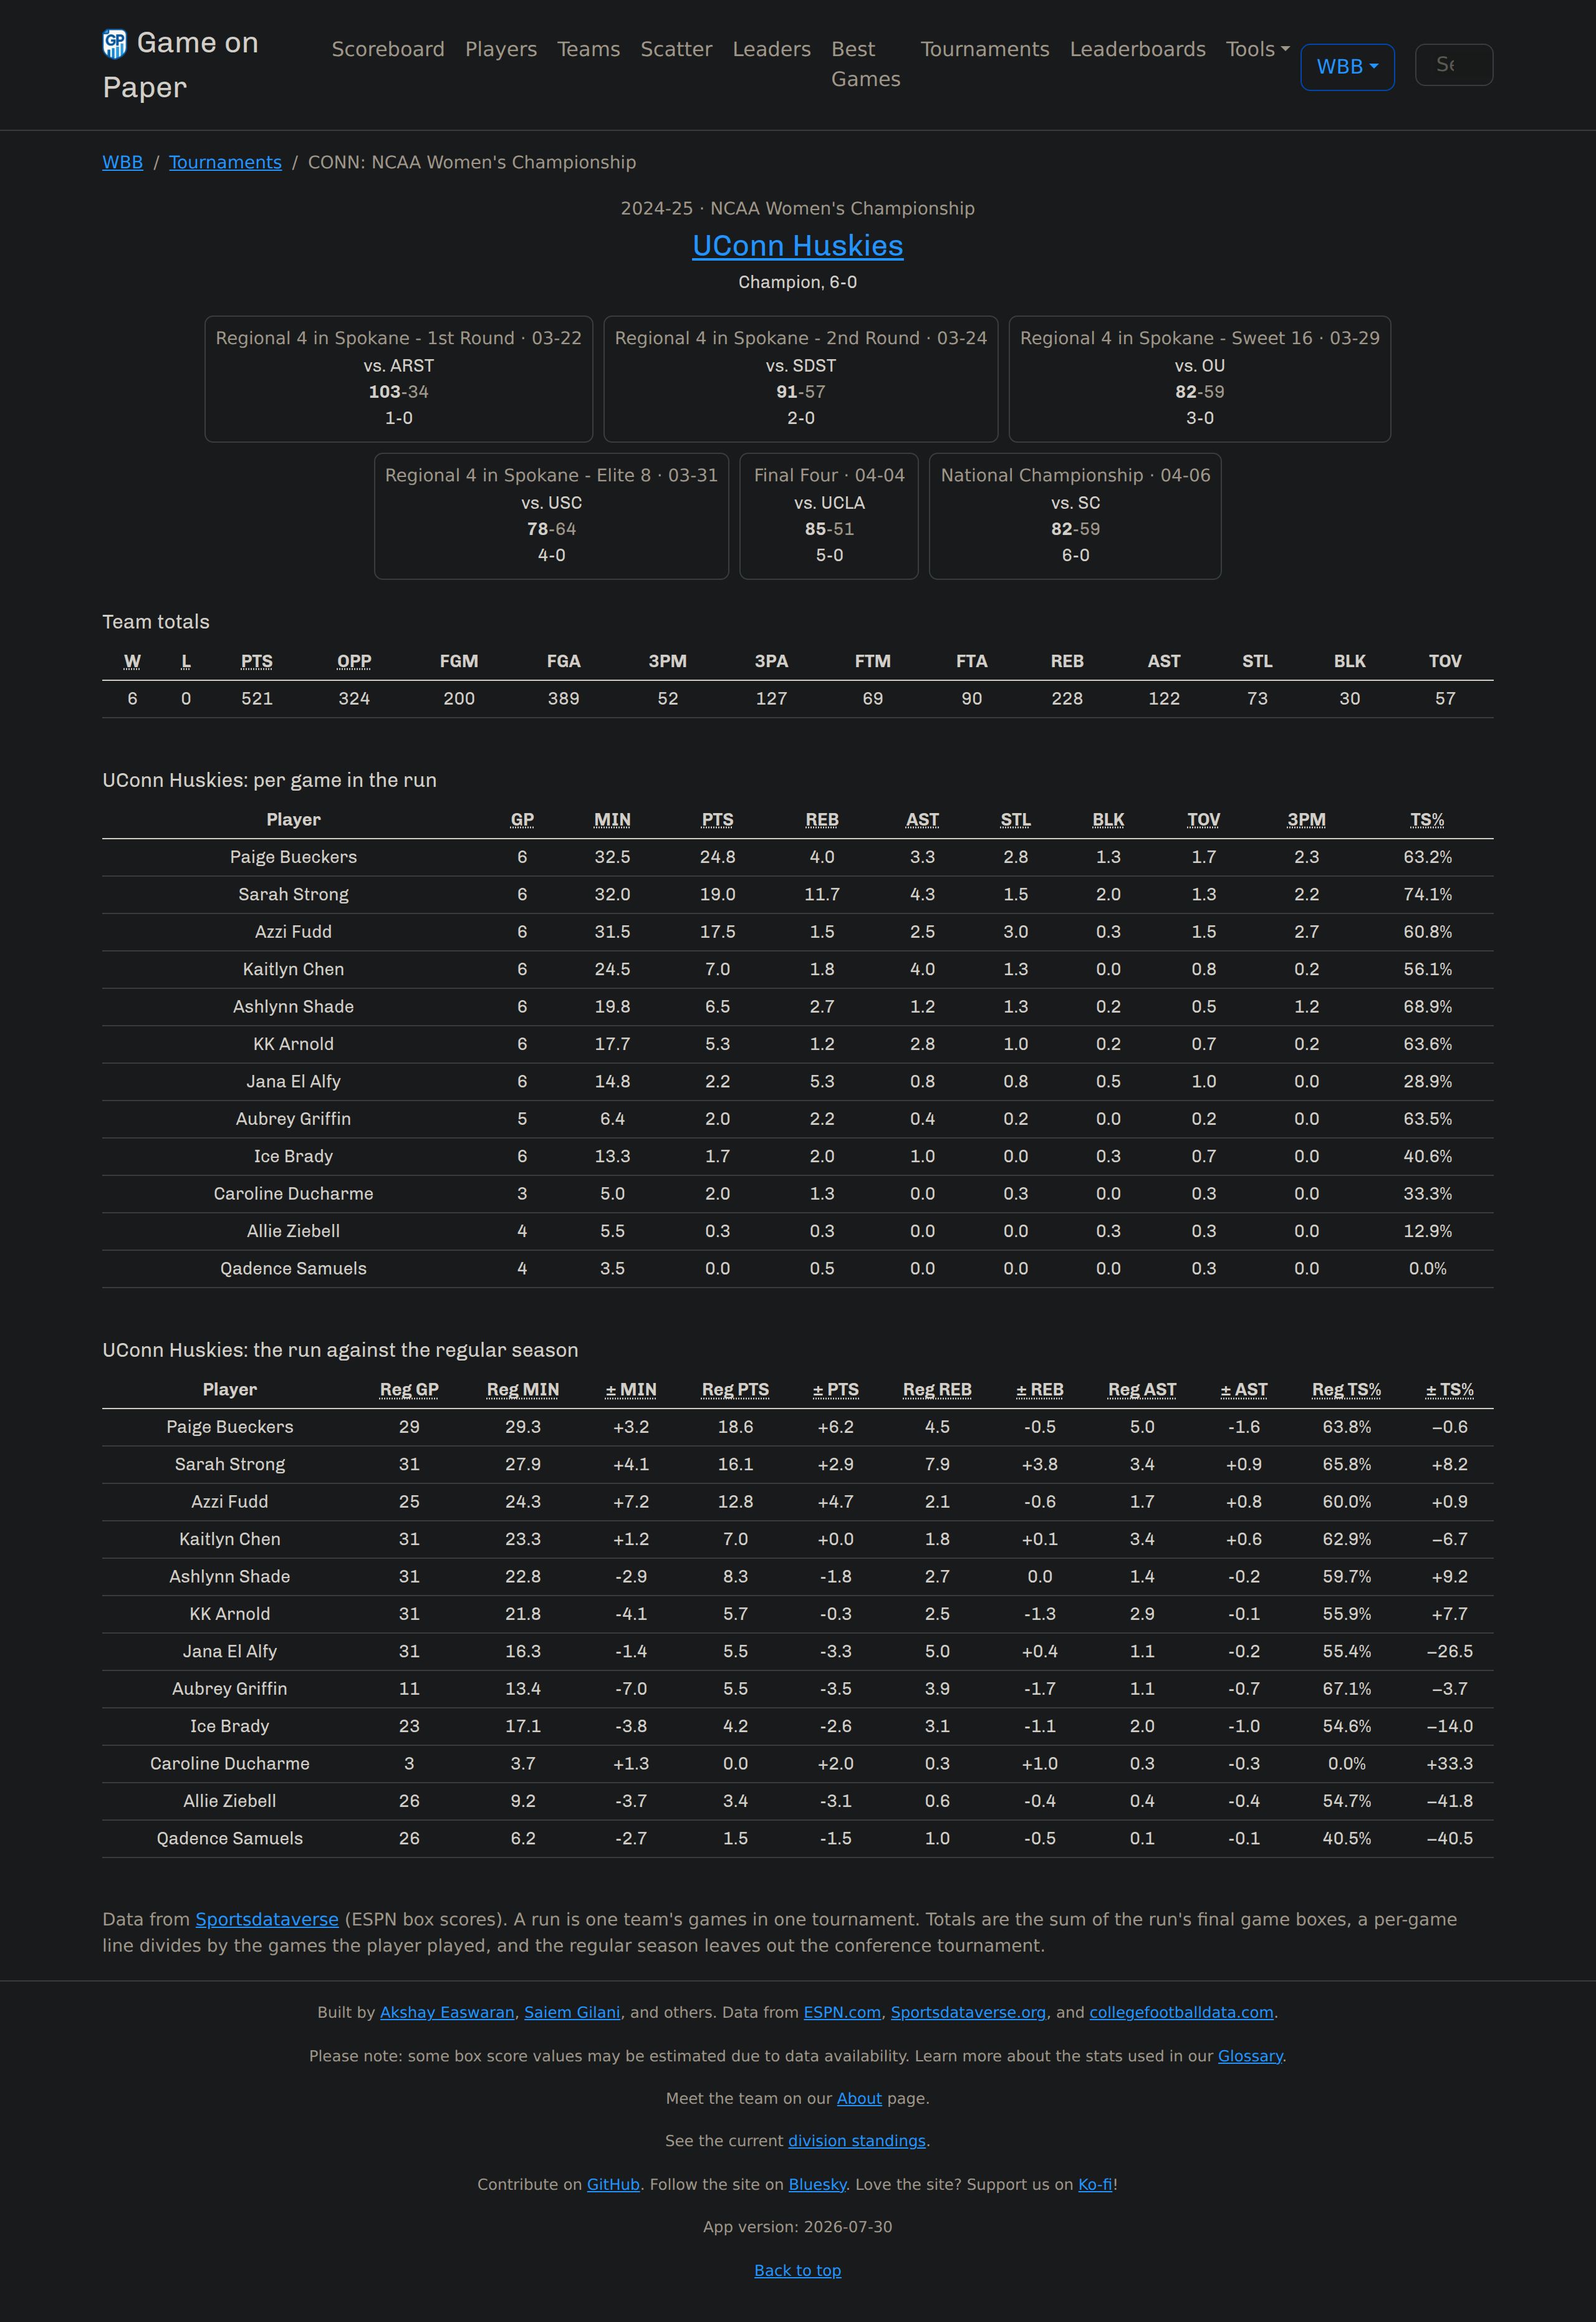 GP Game on Paper
Scoreboard Players Teams Scatter Leaders Best Games Tournaments Leaderboards Tools WBB
WBB / Tournaments / CONN: NCAA Women's Championship
2024-25 · NCAA Women's Championship
UConn Huskies
Champion, 6-0
Regional 4 in Spokane - 1st Round · 03-22
vs. ARST
103-34
1-0
Regional 4 in Spokane - 2nd Round · 03-24
vs. SDST
91-57
2-0
Regional 4 in Spokane - Sweet 16 · 03-29
vs. OU
82-59
3-0
Regional 4 in Spokane - Elite 8 · 03-31
vs. USC
78-64
4-0
Final Four · 04-04
vs. UCLA
85-51
5-0
National Championship · 04-06
vs. SC
82-59
6-0
Team totals
W L PTS OPP FGM FGA 3PM 3PA FTM FTA REB AST STL BLK TOV
6 0 521 324 200 389 52 127 69 90 228 122 73 30 57
UConn Huskies: per game in the run
Player GP MIN PTS REB AST STL BLK TOV 3PM TS%
Paige Bueckers 6 32.5 24.8 4.0 3.3 2.8 1.3 1.7 2.3 63.2%
Sarah Strong 6 32.0 19.0 11.7 4.3 1.5 2.0 1.3 2.2 74.1%
Azzi Fudd 6 31.5 17.5 1.5 2.5 3.0 0.3 1.5 2.7 60.8%
Kaitlyn Chen 6 24.5 7.0 1.8 4.0 1.3 0.0 0.8 0.2 56.1%
Ashlynn Shade 6 19.8 6.5 2.7 1.2 1.3 0.2 0.5 1.2 68.9%
KK Arnold 6 17.7 5.3 1.2 2.8 1.0 0.2 0.7 0.2 63.6%
Jana El Alfy 6 14.8 2.2 5.3 0.8 0.8 0.5 1.0 0.0 28.9%
Aubrey Griffin 5 6.4 2.0 2.2 0.4 0.2 0.0 0.2 0.0 63.5%
Ice Brady 6 13.3 1.7 2.0 1.0 0.0 0.3 0.7 0.0 40.6%
Caroline Ducharme 3 5.0 2.0 1.3 0.0 0.3 0.0 0.3 0.0 33.3%
Allie Ziebell 4 5.5 0.3 0.3 0.0 0.0 0.3 0.3 0.0 12.9%
Qadence Samuels 4 3.5 0.0 0.5 0.0 0.0 0.0 0.3 0.0 0.0%
UConn Huskies: the run against the regular season
Player Reg GP Reg MIN ± MIN Reg PTS ± PTS Reg REB ± REB Reg AST ± AST Reg TS% ± TS%
Paige Bueckers 29 29.3 +3.2 18.6 +6.2 4.5 -0.5 5.0 -1.6 63.8% −0.6
Sarah Strong 31 27.9 +4.1 16.1 +2.9 7.9 +3.8 3.4 +0.9 65.8% +8.2
Azzi Fudd 25 24.3 +7.2 12.8 +4.7 2.1 -0.6 1.7 +0.8 60.0% +0.9
Kaitlyn Chen 31 23.3 +1.2 7.0 +0.0 1.8 +0.1 3.4 +0.6 62.9% −6.7
Ashlynn Shade 31 22.8 -2.9 8.3 -1.8 2.7 0.0 1.4 -0.2 59.7% +9.2
KK Arnold 31 21.8 -4.1 5.7 -0.3 2.5 -1.3 2.9 -0.1 55.9% +7.7
Jana El Alfy 31 16.3 -1.4 5.5 -3.3 5.0 +0.4 1.1 -0.2 55.4% −26.5
Aubrey Griffin 11 13.4 -7.0 5.5 -3.5 3.9 -1.7 1.1 -0.7 67.1% −3.7
Ice Brady 23 17.1 -3.8 4.2 -2.6 3.1 -1.1 2.0 -1.0 54.6% −14.0
Caroline Ducharme 3 3.7 +1.3 0.0 +2.0 0.3 +1.0 0.3 -0.3 0.0% +33.3
Allie Ziebell 26 9.2 -3.7 3.4 -3.1 0.6 -0.4 0.4 -0.4 54.7% −41.8
Qadence Samuels 26 6.2 -2.7 1.5 -1.5 1.0 -0.5 0.1 -0.1 40.5% −40.5
Data from Sportsdataverse (ESPN box scores). A run is one team's games in one tournament. Totals are the sum of the run's final game boxes, a per-game
line divides by the games the player played, and the regular season leaves out the conference tournament.
Built by Akshay Easwaran, Saiem Gilani, and others. Data from ESPN.com, Sportsdataverse.org, and collegefootballdata.com.
Please note: some box score values may be estimated due to data availability. Learn more about the stats used in our Glossary.
Meet the team on our About page.
See the current division standings.
Contribute on GitHub. Follow the site on Bluesky. Love the site? Support us on Ko-fi!
App version: 2026-07-30
Back to top